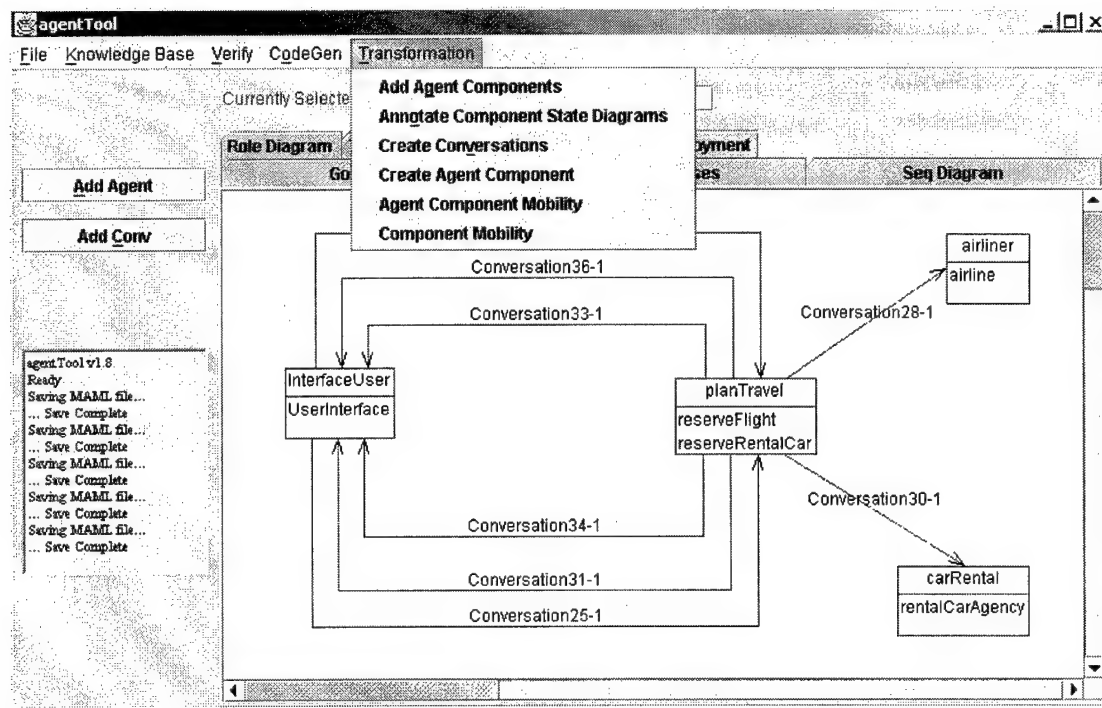 agentTool
File Knowledge Base Verify CodeGen Transformation
Add Agent Components
Currently Selecte
Annotate Component State Diagrams
Role Diagram
Create Conversations
oyment
Go
Create Agent Component
ses
Seq Diagram
Add Agent
Agent Component Mobility
Add Conv
Component Mobility
airliner
Conversation36-1
airline
Conversation33-1
Conversation28-1
agentTool v1.8
Ready
Saving MAML file...
... Save Complete
Saving MAML file...
... Save Complete
Saving MAML file...
... Save Complete
Saving MAML file...
... Save Complete
Saving MAML file...
... Save Complete
InterfaceUser
UserInterface
planTravel
reserveFlight
reserveRentalCar
Conversation30-1
Conversation34-1
Conversation31-1
carRental
rentalCarAgency
Conversation25-1